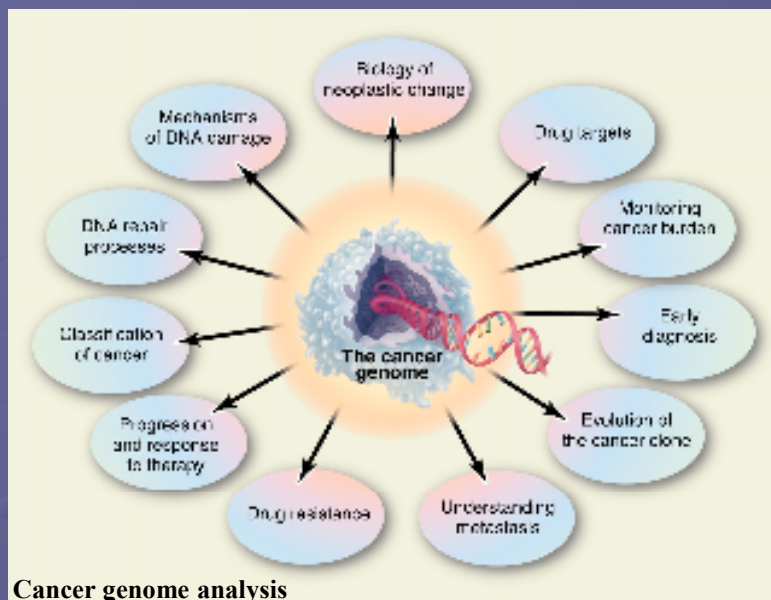 Biology of
neoplastic change
Drug targets
Monitoring
cancer burden
Early
diagnosis
Evolution of
the cancer clone
Understanding
metastasis
Drug resistance
Progression
and response
to therapy
Classification
of cancer
DNA repair
processes
Mechanisms
of DNA damage
The cancer
genome
Cancer genome analysis